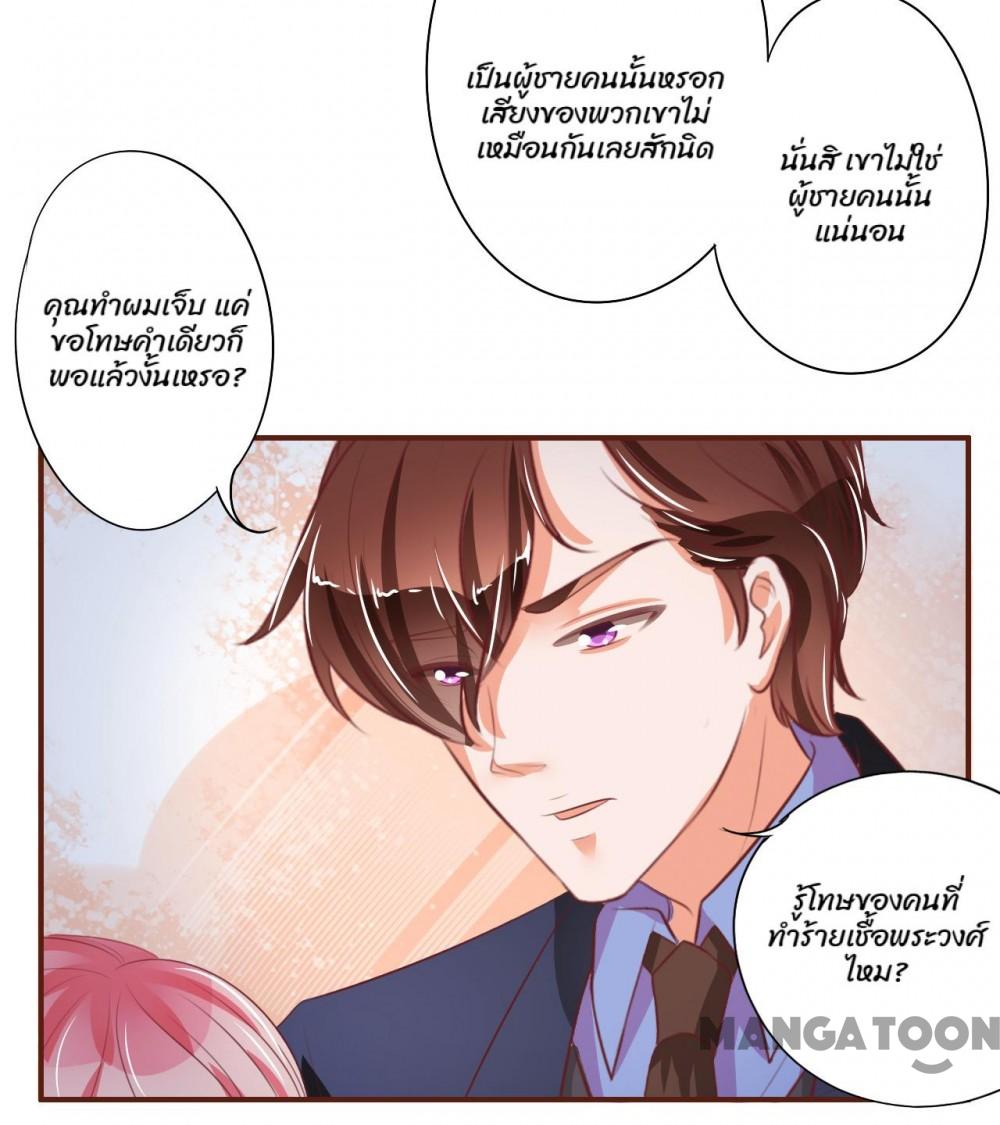 เป็นผู้ชายคนนั้นหรอก
เสียงของพวกเขาไม่
เหมือนกันเลยสักนิด
นั่นสิ เขาไม่ใช่
ผู้ชายคนนั้น
แน่นอน
คุณทำผมเจ็บ แค่
ขอโทษคำเดียวก็
พอแล้วงั้นเหรอ?
รู้โทษของคนที่
ทำร้ายเชื้อพระวงศ์
ไหม?
MANGATOON